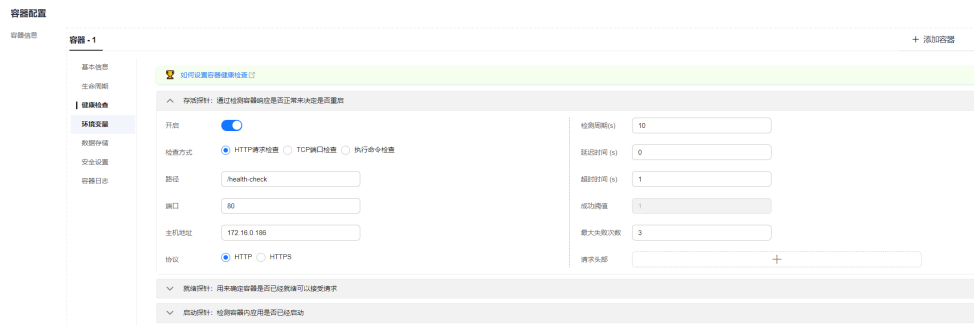 容器配置
容器信息
容器 - 1
+ 添加容器
基本信息
生命周期
健康检查
环境变量
数据存储
安全设置
容器日志
如何设置容器健康检查
存活探针：通过检测容器响应是否正常来决定是否重启
开启
检查方式
HTTP请求检查
TCP端口检查
执行命令检查
路径
/health-check
端口
80
主机地址
172.16.0.186
协议
HTTP
HTTPS
检测周期(s)
10
延迟时间 (s)
0
超时时间 (s)
1
成功阈值
1
最大失败次数
3
请求头部
+
就绪探针：用来确定容器是否已经就绪可以接受请求
启动探针：检测容器内应用是否已经启动